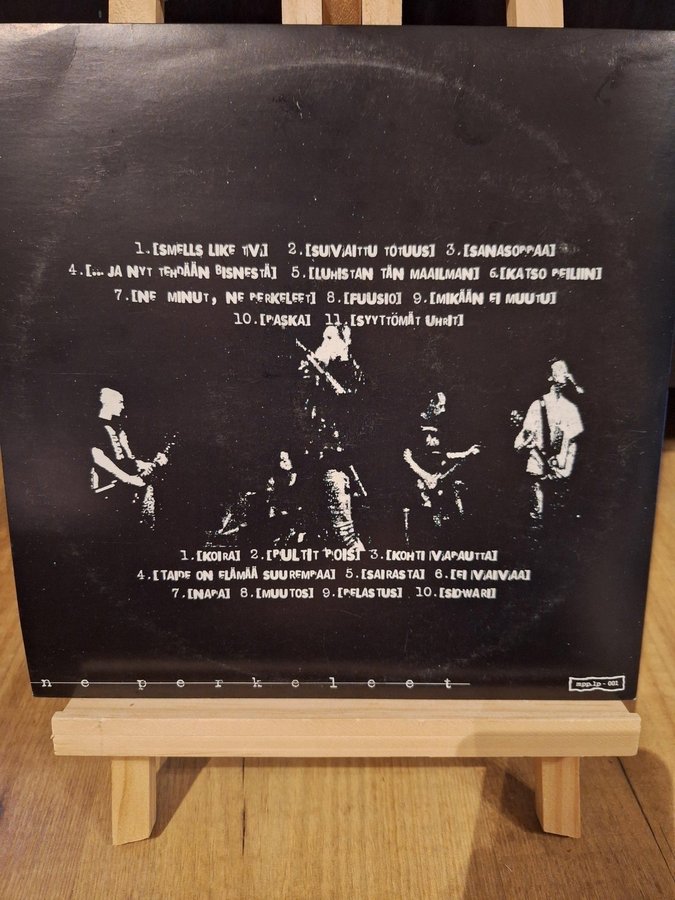 1.[SMELLS LIKE T.V.] 2.[SUVAITTU TOTUUS] 3.[SANASOPPAA]
4.[... JA NYT TEHDÄÄN BISNESTÄ] 5.[LUHISTAN TÄN MAAILMAN] 6.[KATSO PEILIIN]
7.[NE MINUT, NE PERKELEET] 8.[FUUSIO] 9.[MIKÄÄN EI MUUTU]
10.[PASKA] 11.[SYYTTÖMÄT UHRIT]
1.[KOIRA] 2.[PULTIT POIS] 3.[KOHTI VAPAUTTA]
4.[TAIDE ON ELÄMÄÄ SUUREMPAA] 5.[SAIRASTA] 6.[EI VAIVAA]
7.[NAPA] 8.[MUUTOS] 9.[PELASTUS] 10.[SIDWARI]
ne perkeleet
mpp.lp - 001